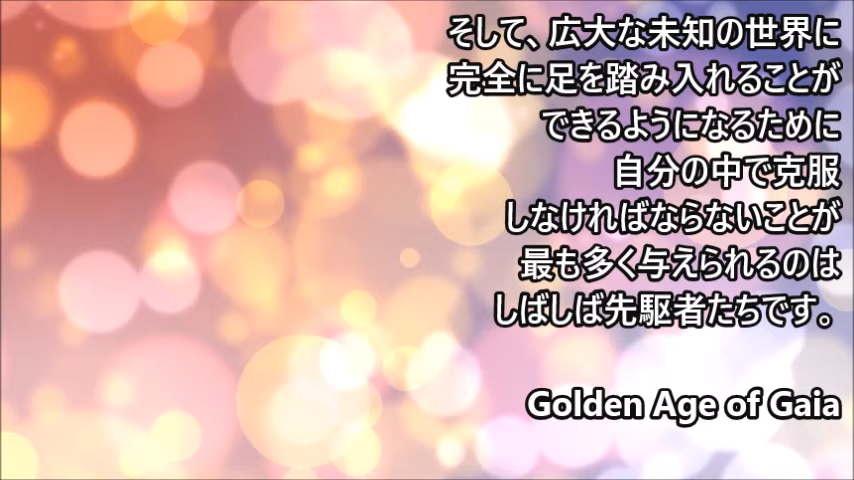 そして、広大な未知の世界に
完全に足を踏み入れることが
できるようになるために
自分の中で克服
しなければならないことが
最も多く与えられるのは
しばしば先駆者たちです。
Golden Age of Gaia